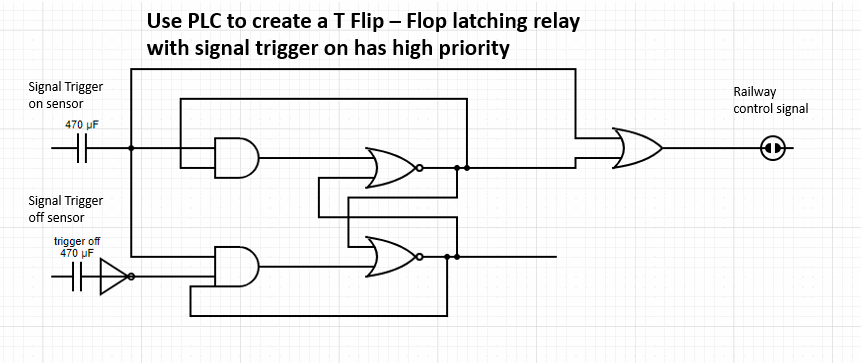 Use PLC to create a T Flip – Flop latching relay
with signal trigger on has high priority
Signal Trigger
on sensor
470 µF
Railway
control signal
Signal Trigger
off sensor
trigger off
470 µF